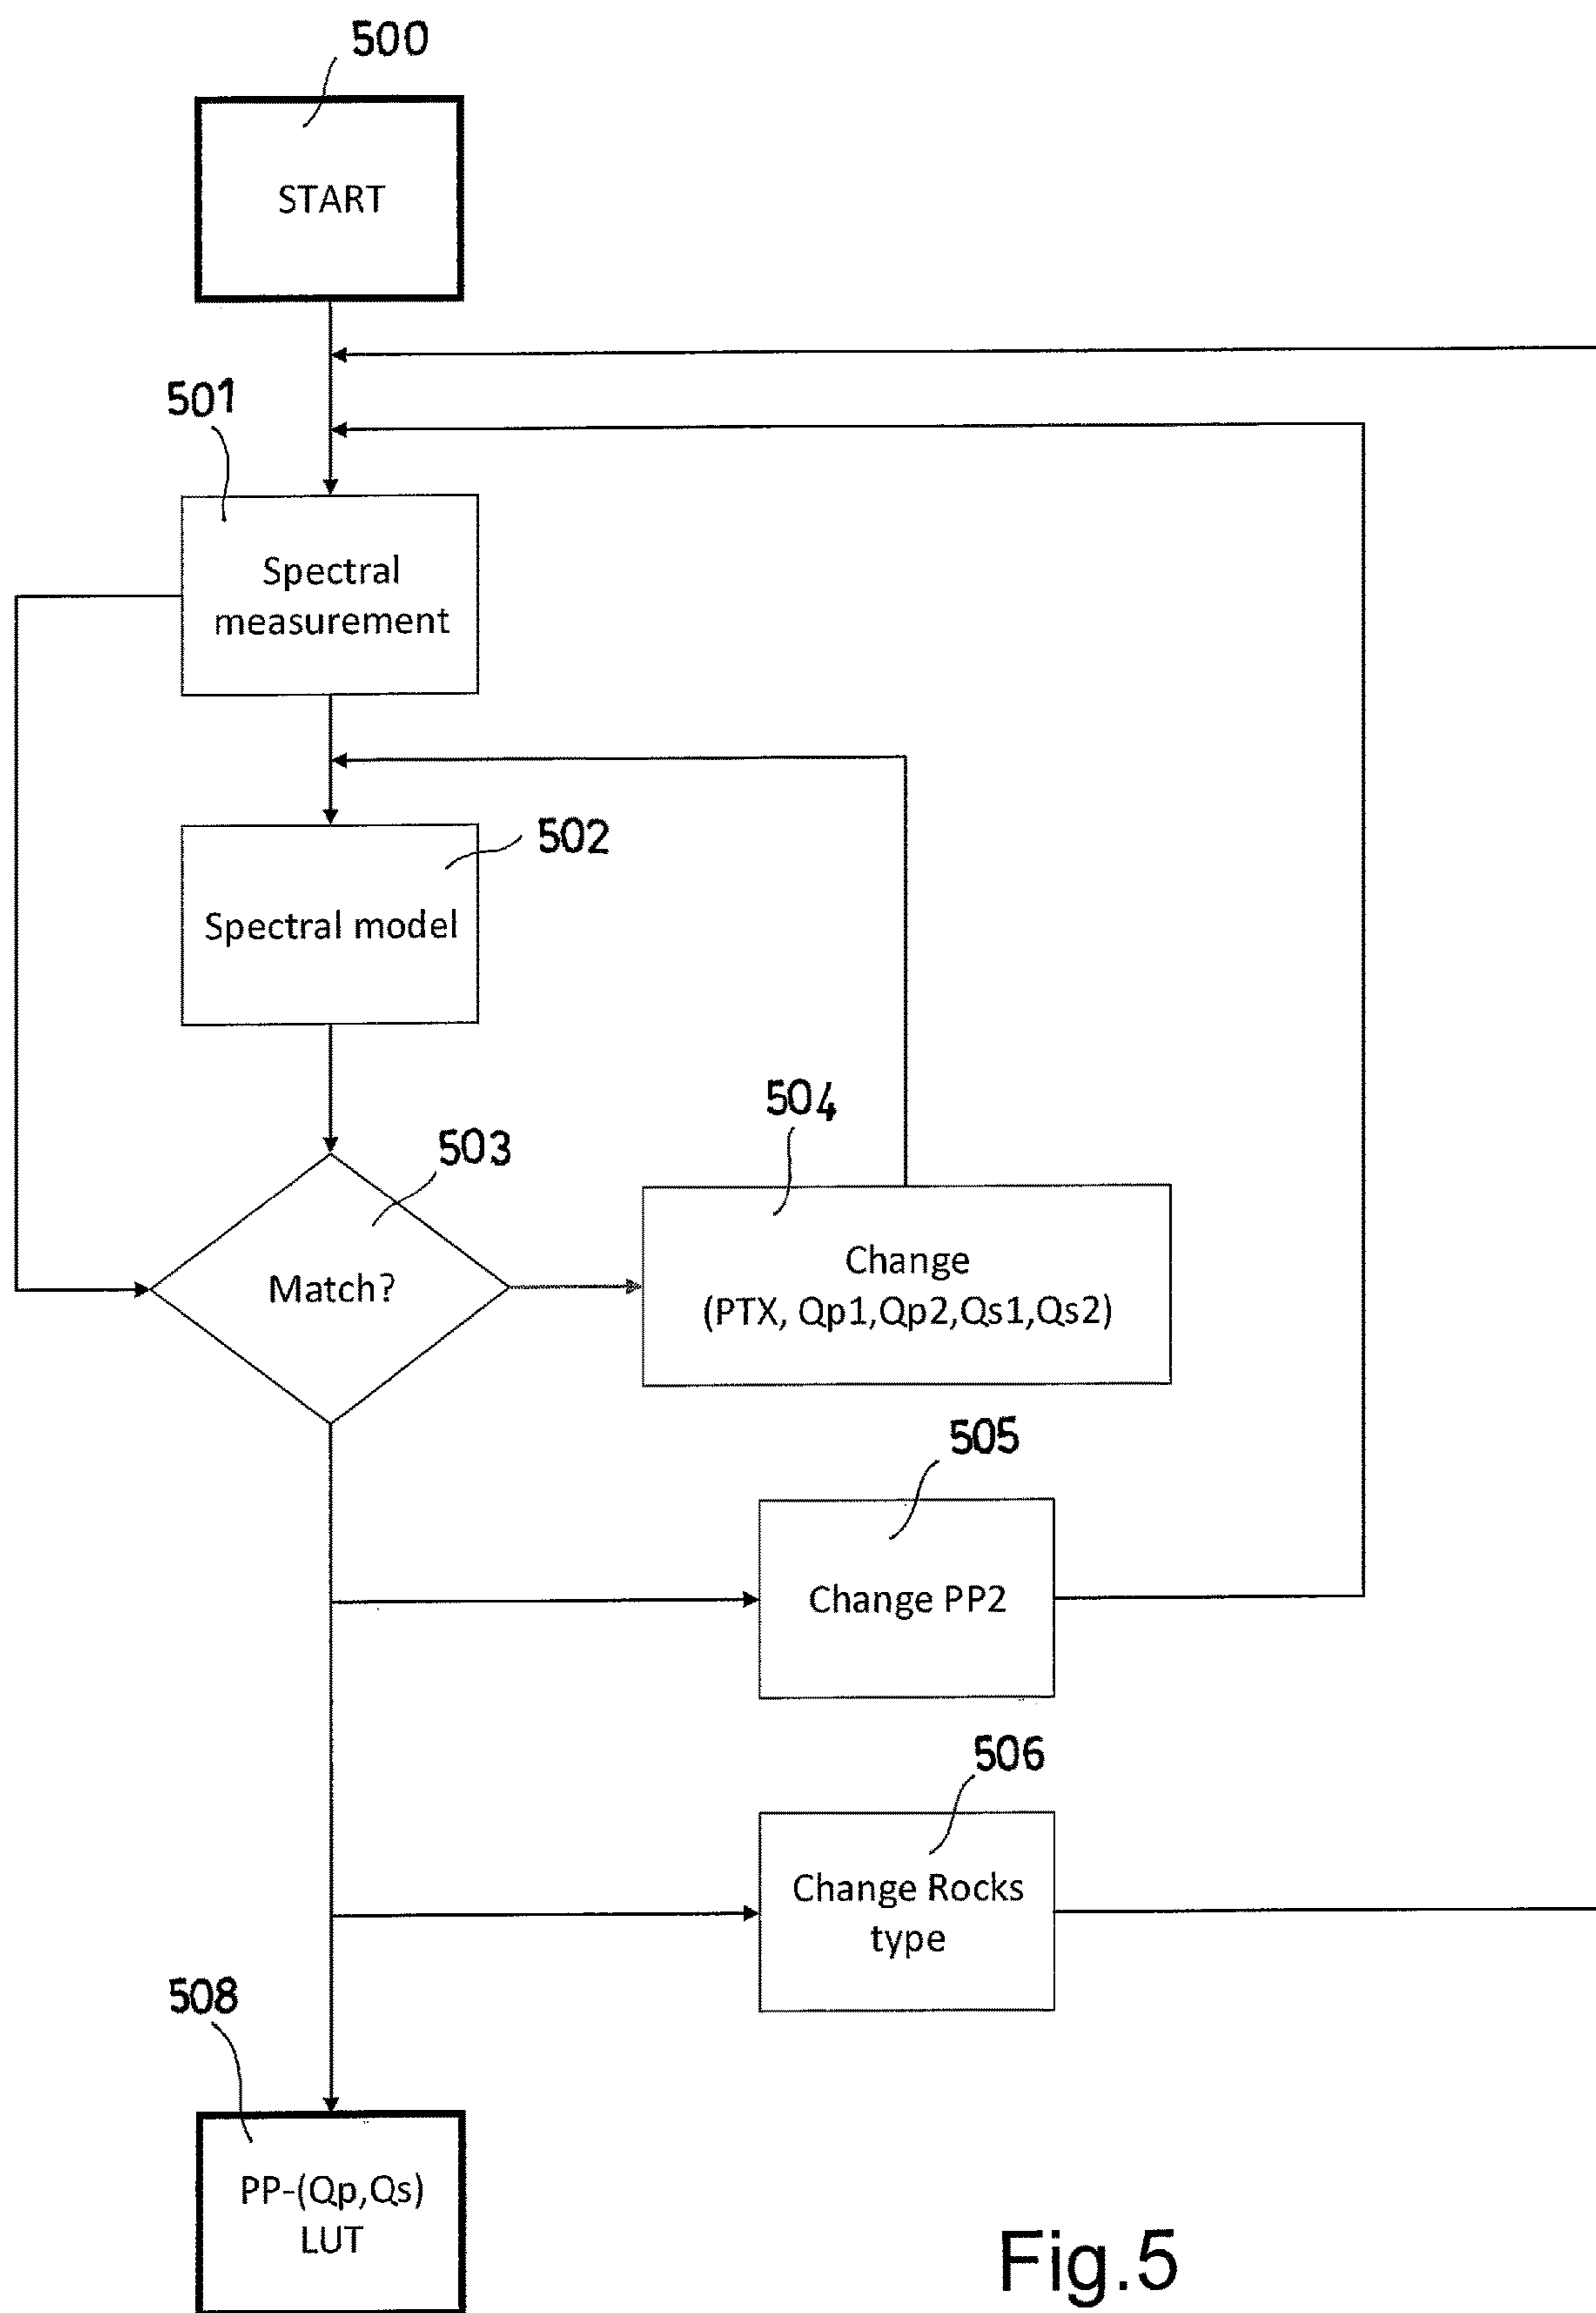 500
START
501
Spectral
measurement
502
Spectral model
503
Match?
504
Change
(PTX, Qp1,Qp2,Qs1,Qs2)
505
Change PP2
506
Change Rocks
type
508
PP-(Qp,Qs)
LUT
Fig.5